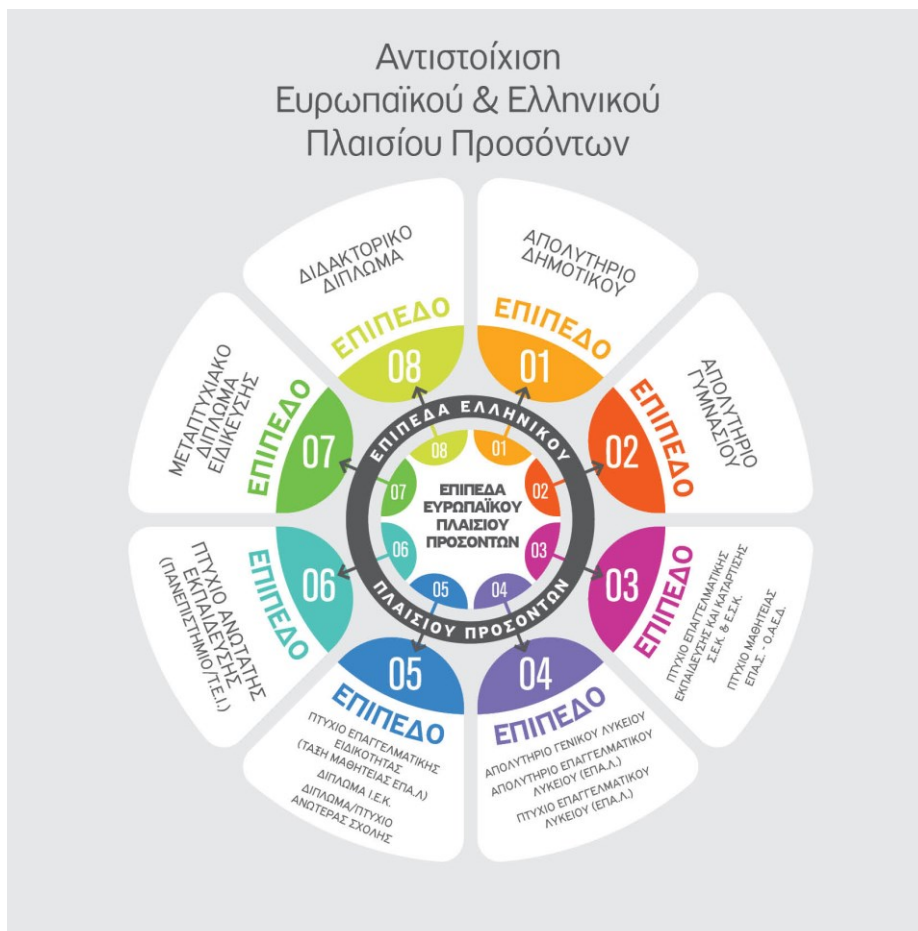 Αντιστοίχιση
Ευρωπαϊκού & Ελληνικού
Πλαισίου Προσόντων
ΑΠΟΛΥΤΗΡΙΟ
ΔΗΜΟΤΙΚΟΥ
ΕΠΙΠΕΔΟ
01
ΑΠΟΛΥΤΗΡΙΟ
ΓΥΜΝΑΣΙΟΥ
ΕΠΙΠΕΔΟ
02
ΠΤΥΧΙΟ ΕΠΑΓΓΕΛΜΑΤΙΚΗΣ
ΕΚΠΑΙΔΕΥΣΗΣ ΚΑΙ ΚΑΤΑΡΤΙΣΗΣ
Σ.Ε.Κ. & Ε.Σ.Κ.
ΠΤΥΧΙΟ ΜΑΘΗΤΕΙΑΣ
ΕΠΑ.Σ. - Ο.Α.Ε.Δ.
ΕΠΙΠΕΔΟ
03
04
ΕΠΙΠΕΔΟ
ΑΠΟΛΥΤΗΡΙΟ ΓΕΝΙΚΟΥ ΛΥΚΕΙΟΥ
ΑΠΟΛΥΤΗΡΙΟ ΕΠΑΓΓΕΛΜΑΤΙΚΟΥ
ΛΥΚΕΙΟΥ (ΕΠΑ.Λ.)
ΠΤΥΧΙΟ ΕΠΑΓΓΕΛΜΑΤΙΚΟΥ
ΛΥΚΕΙΟΥ (ΕΠΑ.Λ.)
05
ΕΠΙΠΕΔΟ
ΠΤΥΧΙΟ ΕΠΑΓΓΕΛΜΑΤΙΚΗΣ
ΕΙΔΙΚΟΤΗΤΑΣ
(ΤΑΞΗ ΜΑΘΗΤΕΙΑΣ ΕΠΑ.Λ)
ΔΙΠΛΩΜΑ Ι.Ε.Κ.
ΔΙΠΛΩΜΑ/ΠΤΥΧΙΟ
ΑΝΩΤΕΡΑΣ ΣΧΟΛΗΣ
06
ΕΠΙΠΕΔΟ
ΠΤΥΧΙΟ ΑΝΩΤΑΤΗΣ
ΕΚΠΑΙΔΕΥΣΗΣ
(ΠΑΝΕΠΙΣΤΗΜΙΟ/Τ.Ε.Ι.)
ΜΕΤΑΠΤΥΧΙΑΚΟ
ΔΙΠΛΩΜΑ
ΕΙΔΙΚΕΥΣΗΣ
ΕΠΙΠΕΔΟ
07
ΔΙΔΑΚΤΟΡΙΚΟ
ΔΙΠΛΩΜΑ
ΕΠΙΠΕΔΟ
08
ΕΠΙΠΕΔΑ ΕΛΛΗΝΙΚΟΥ
ΠΛΑΙΣΙΟΥ ΠΡΟΣΟΝΤΩΝ
01
02
03
04
05
06
07
08
ΕΠΙΠΕΔΑ
ΕΥΡΩΠΑΪΚΟΥ
ΠΛΑΙΣΙΟΥ
ΠΡΟΣΟΝΤΩΝ